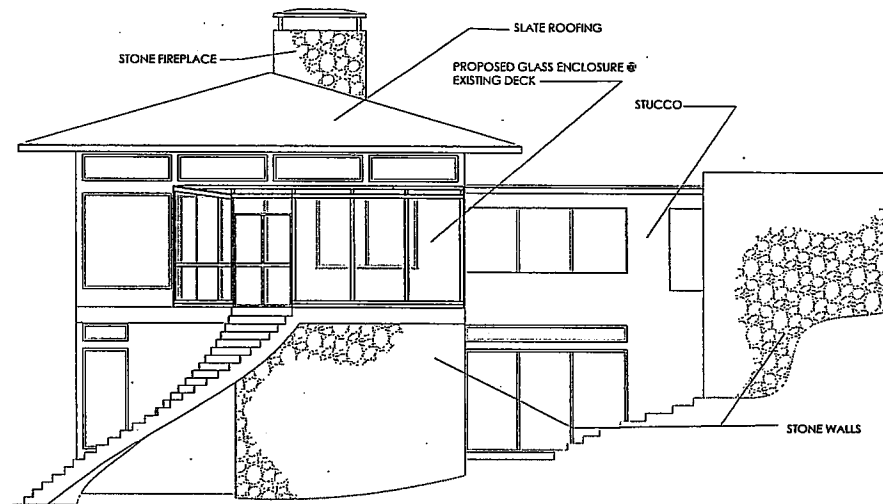 SLATE ROOFING
STONE FIREPLACE
PROPOSED GLASS ENCLOSURE @
EXISTING DECK
STUCCO
STONE WALLS